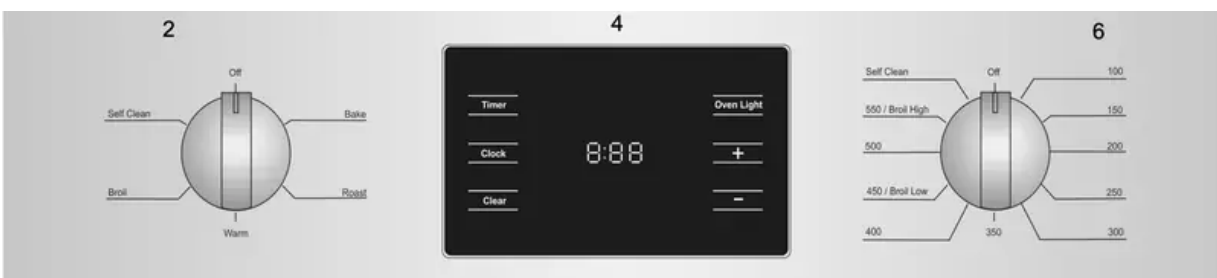 2
Off
Self Clean
Bake
Broil
Roast
Warm
4
Timer
Oven Light
Clock
8:88
+
Clear
−
6
Self Clean
Off
100
550 / Broil High
150
500
200
450 / Broil Low
250
400
350
300